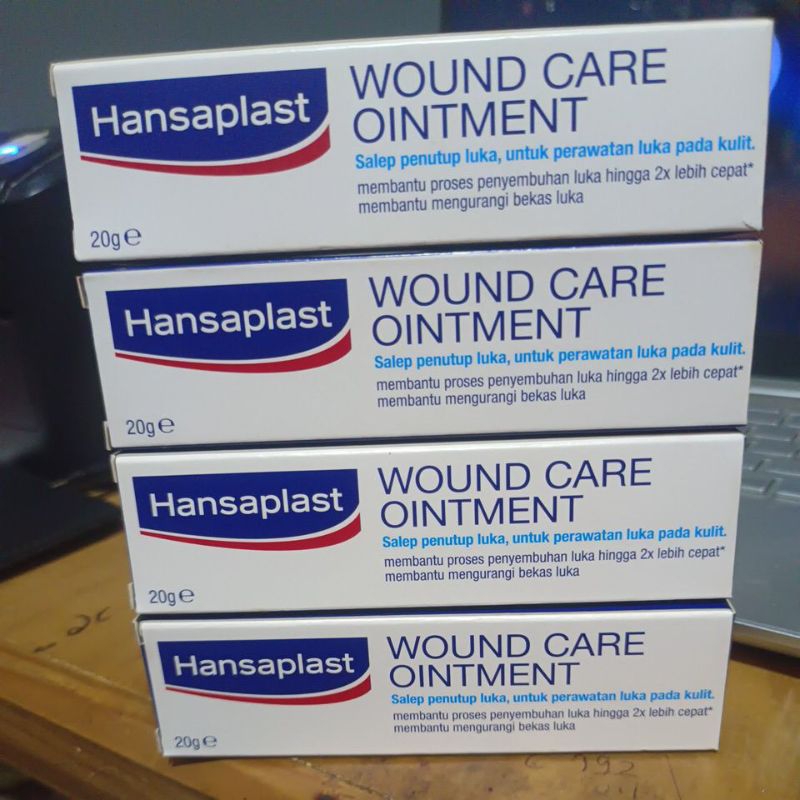 Hansaplast
WOUND CARE
OINTMENT
Salep penutup luka, untuk perawatan luka pada kulit.
membantu proses penyembuhan luka hingga 2x lebih cepat*
membantu mengurangi bekas luka
20g e
Hansaplast
WOUND CARE
OINTMENT
Salep penutup luka, untuk perawatan luka pada kulit.
membantu proses penyembuhan luka hingga 2x lebih cepat*
membantu mengurangi bekas luka
20g e
Hansaplast
WOUND CARE
OINTMENT
Salep penutup luka, untuk perawatan luka pada kulit.
membantu proses penyembuhan luka hingga 2x lebih cepat*
membantu mengurangi bekas luka
20g e
Hansaplast
WOUND CARE
OINTMENT
Salep penutup luka, untuk perawatan luka pada kulit.
membantu proses penyembuhan luka hingga 2x lebih cepat*
membantu mengurangi bekas luka
20g e